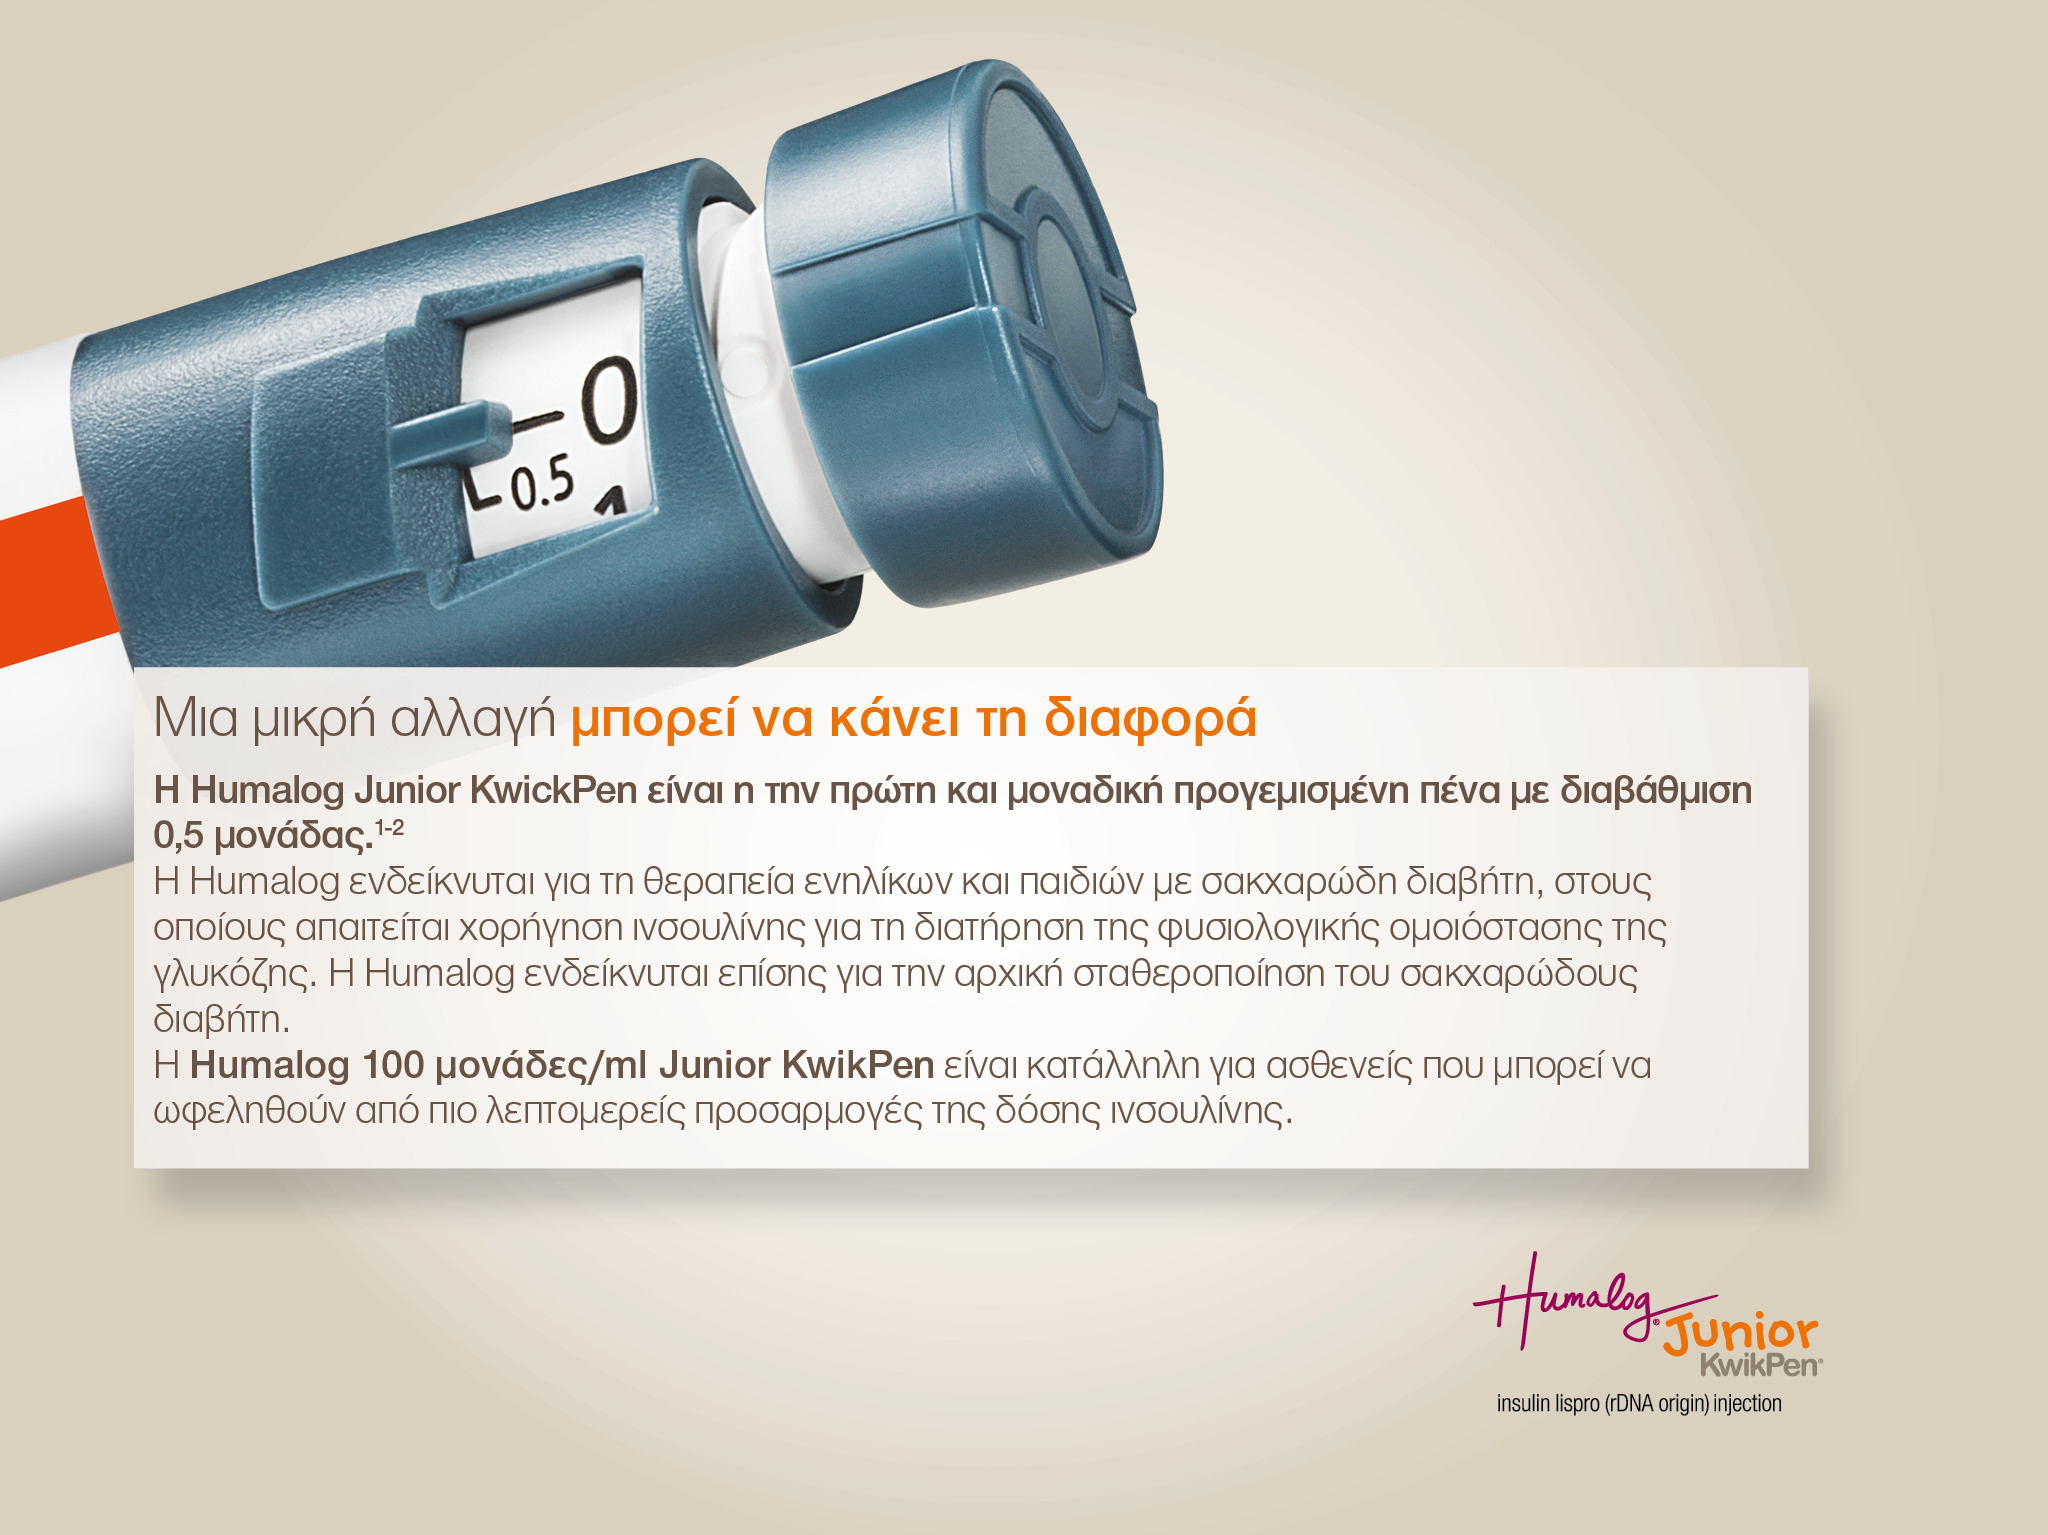 0
0.5
1
Μια μικρή αλλαγή μπορεί να κάνει τη διαφορά
Η Humalog Junior KwickPen είναι η την πρώτη και μοναδική προγεμισμένη πένα με διαβάθμιση
0,5 μονάδας.1-2
Η Humalog ενδείκνυται για τη θεραπεία ενηλίκων και παιδιών με σακχαρώδη διαβήτη, στους
οποίους απαιτείται χορήγηση ινσουλίνης για τη διατήρηση της φυσιολογικής ομοιόστασης της
γλυκόζης. Η Humalog ενδείκνυται επίσης για την αρχική σταθεροποίηση του σακχαρώδους
διαβήτη.
Η Humalog 100 μονάδες/ml Junior KwikPen είναι κατάλληλη για ασθενείς που μπορεί να
ωφεληθούν από πιο λεπτομερείς προσαρμογές της δόσης ινσουλίνης.
Humalog®
Junior
KwikPen®
insulin lispro (rDNA origin) injection